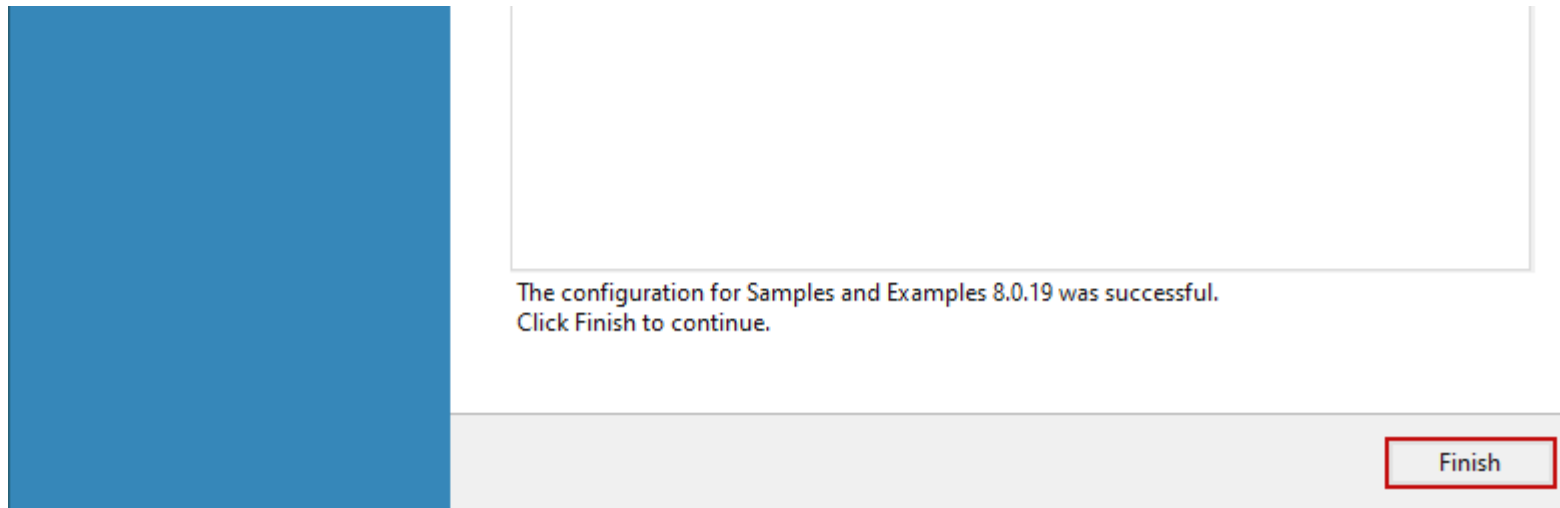 The configuration for Samples and Examples 8.0.19 was successful.
Click Finish to continue.
Finish